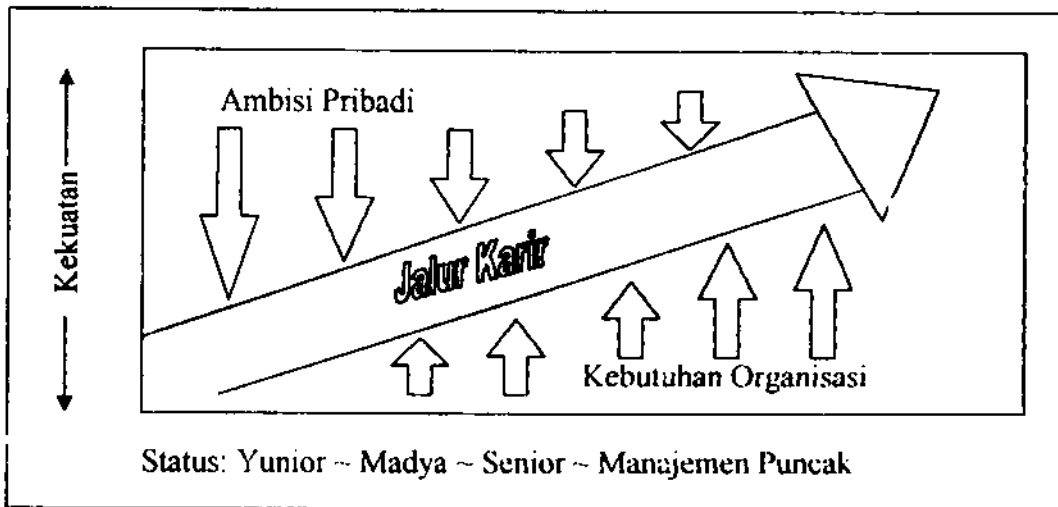 Kekuatan
Ambisi Pribadi
Jalur Karir
Kebutuhan Organisasi
Status: Yunior ~ Madya ~ Senior ~ Manajemen Puncak